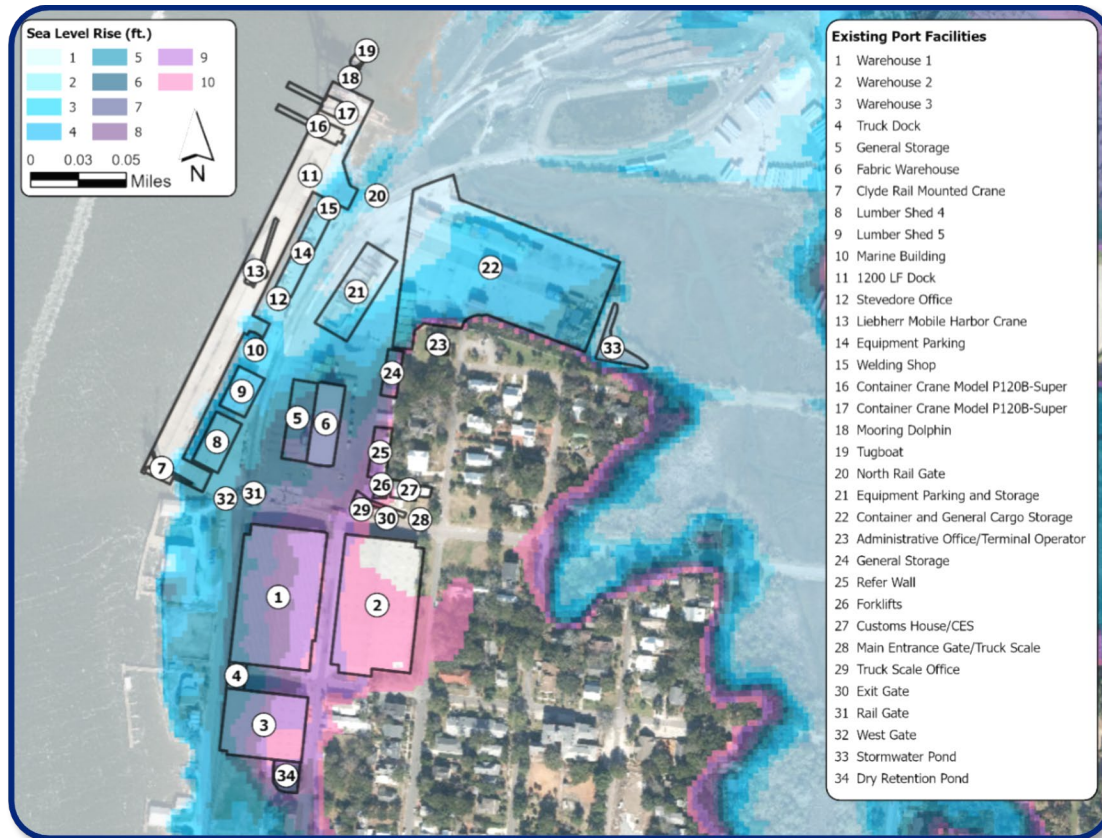 Sea Level Rise (ft.)
1 5 9
2 6 10
3 7
4 8
0 0.03 0.05
Miles
N
Existing Port Facilities
1 Warehouse 1
2 Warehouse 2
3 Warehouse 3
4 Truck Dock
5 General Storage
6 Fabric Warehouse
7 Clyde Rail Mounted Crane
8 Lumber Shed 4
9 Lumber Shed 5
10 Marine Building
11 1200 LF Dock
12 Stevedore Office
13 Liebherr Mobile Harbor Crane
14 Equipment Parking
15 Welding Shop
16 Container Crane Model P120B-Super
17 Container Crane Model P120B-Super
18 Mooring Dolphin
19 Tugboat
20 North Rail Gate
21 Equipment Parking and Storage
22 Container and General Cargo Storage
23 Administrative Office/Terminal Operator
24 General Storage
25 Refer Wall
26 Forklifts
27 Customs House/CES
28 Main Entrance Gate/Truck Scale
29 Truck Scale Office
30 Exit Gate
31 Rail Gate
32 West Gate
33 Stormwater Pond
34 Dry Retention Pond
19
18
17
16
11
20
15
14
22
13
21
12
33
23
10
24
9
5
6
8
25
7
26
27
32
31
29
30
28
1
2
4
3
34